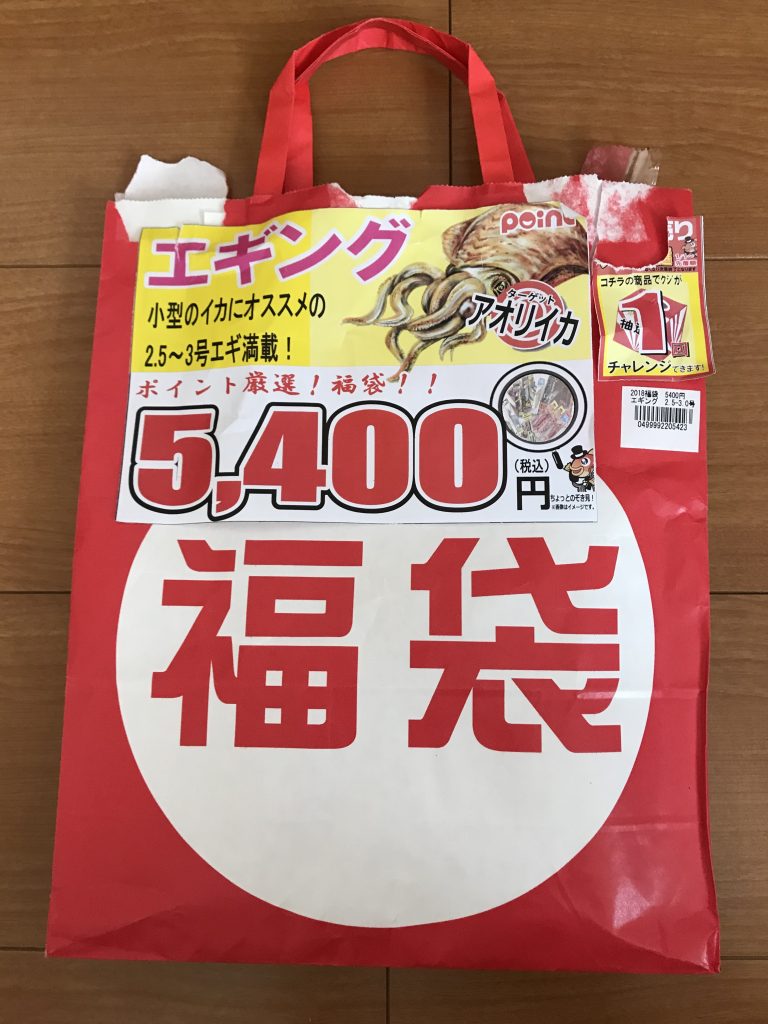 エギング
point
小型のイカにオススメの
2.5〜3号エギ満載！
ターゲット
アオリイカ
コチラの商品でクジが
1
回
チャレンジできます!
ポイント厳選！福袋！！
5,400
(税込)
円
ちょっとのぞき見！
※画像はイメージです。
2018福袋 5400円
エギング 2.5-3.0号
0499992205423
福袋